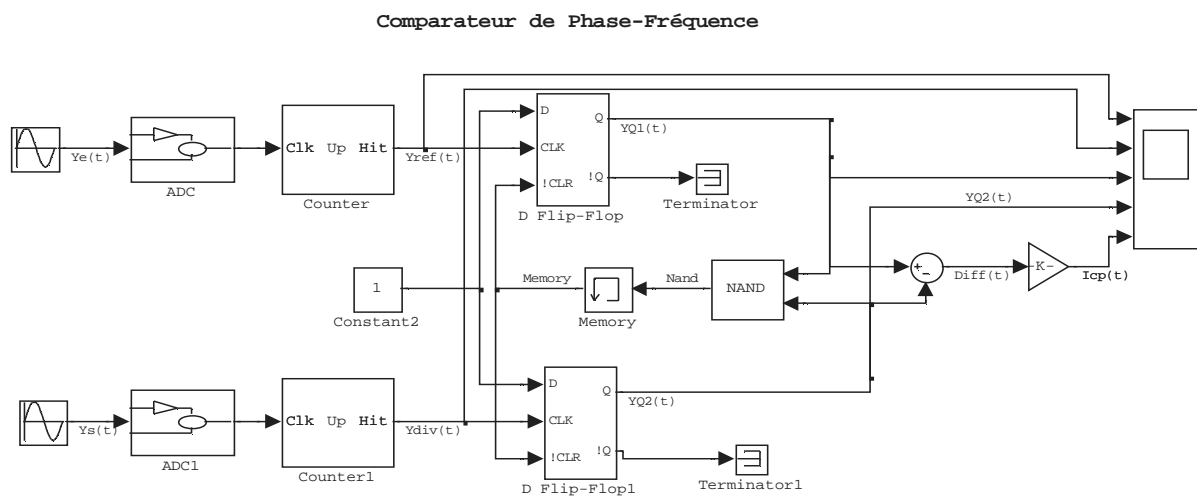 Comparateur de Phase-Fréquence
D
Q
YQ1(t)
Ye(t)
ADC
Clk Up Hit
Counter
Yref(t)
CLK
!CLR
!Q
D Flip-Flop
Terminator
YQ2(t)
1
Constant2
Memory
Memory
Nand
NAND
+
-
Diff(t)
-K-
Icp(t)
D
Q
YQ2(t)
Ys(t)
ADC1
Clk Up Hit
Counter1
Ydiv(t)
CLK
!CLR
!Q
D Flip-Flop1
Terminator1